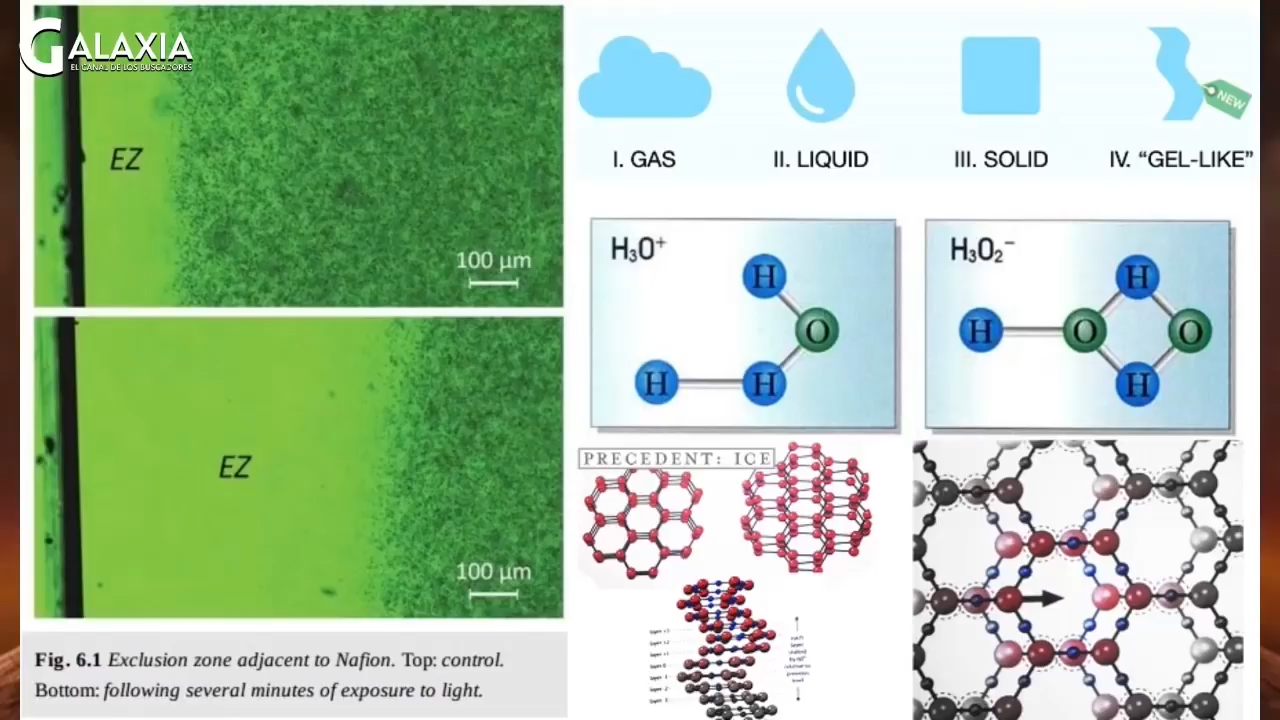 GALAXIA
EL CANAL DE LOS BUSCADORES
EZ
100 µm
EZ
100 µm
Fig. 6.1. Exclusion zone adjacent to Nafion. Top: control.
Bottom: following several minutes of exposure to light.
NEW
I. GAS
II. LIQUID
III. SOLID
IV. “GEL-LIKE”
H₃O⁺
H
O
H
H
H₃O₂⁻
H
H
O
O
H
PRECEDENT: ICE